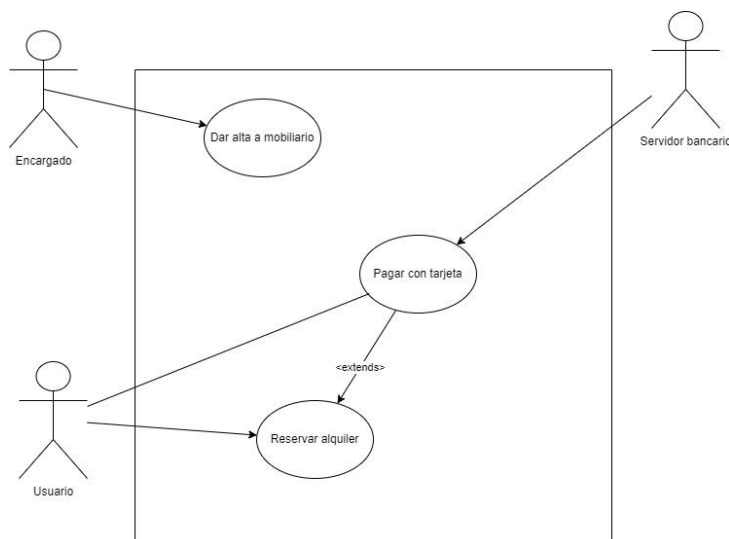 Dar alta a mobiliario
Encargado
Servidor bancario
Pagar con tarjeta
<extends>
Reservar alquiler
Usuario